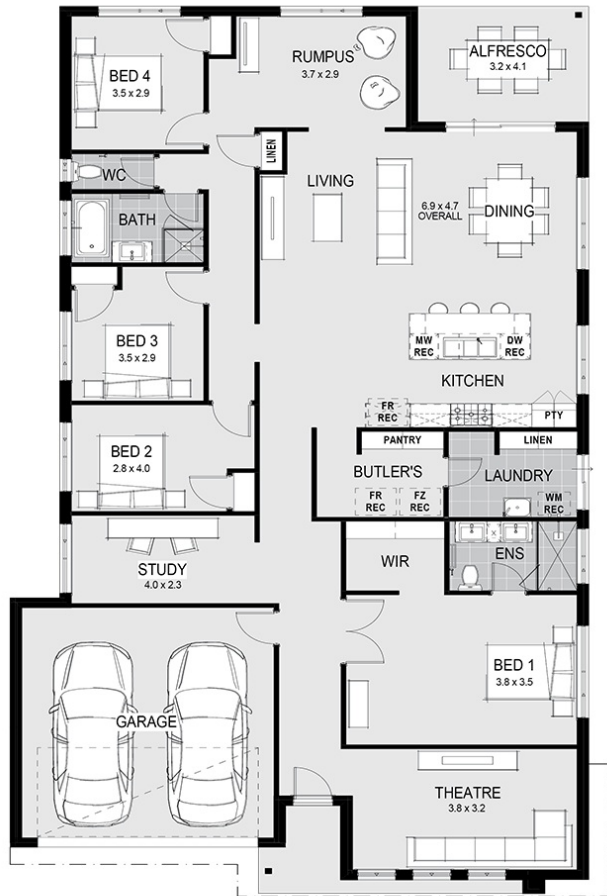 BED 4
3.5 x 2.9
RUMPUS
3.7 x 2.9
ALFRESCO
3.2 x 4.1
LINEN
WC
LIVING
6.9 x 4.7
OVERALL
DINING
BATH
MW
REC
DW
REC
BED 3
3.5 x 2.9
KITCHEN
FR
REC
PTY
BED 2
2.8 x 4.0
PANTRY
LINEN
BUTLER'S
LAUNDRY
FR
REC
FZ
REC
WM
REC
STUDY
4.0 x 2.3
WIR
ENS
BED 1
3.8 x 3.5
GARAGE
THEATRE
3.8 x 3.2